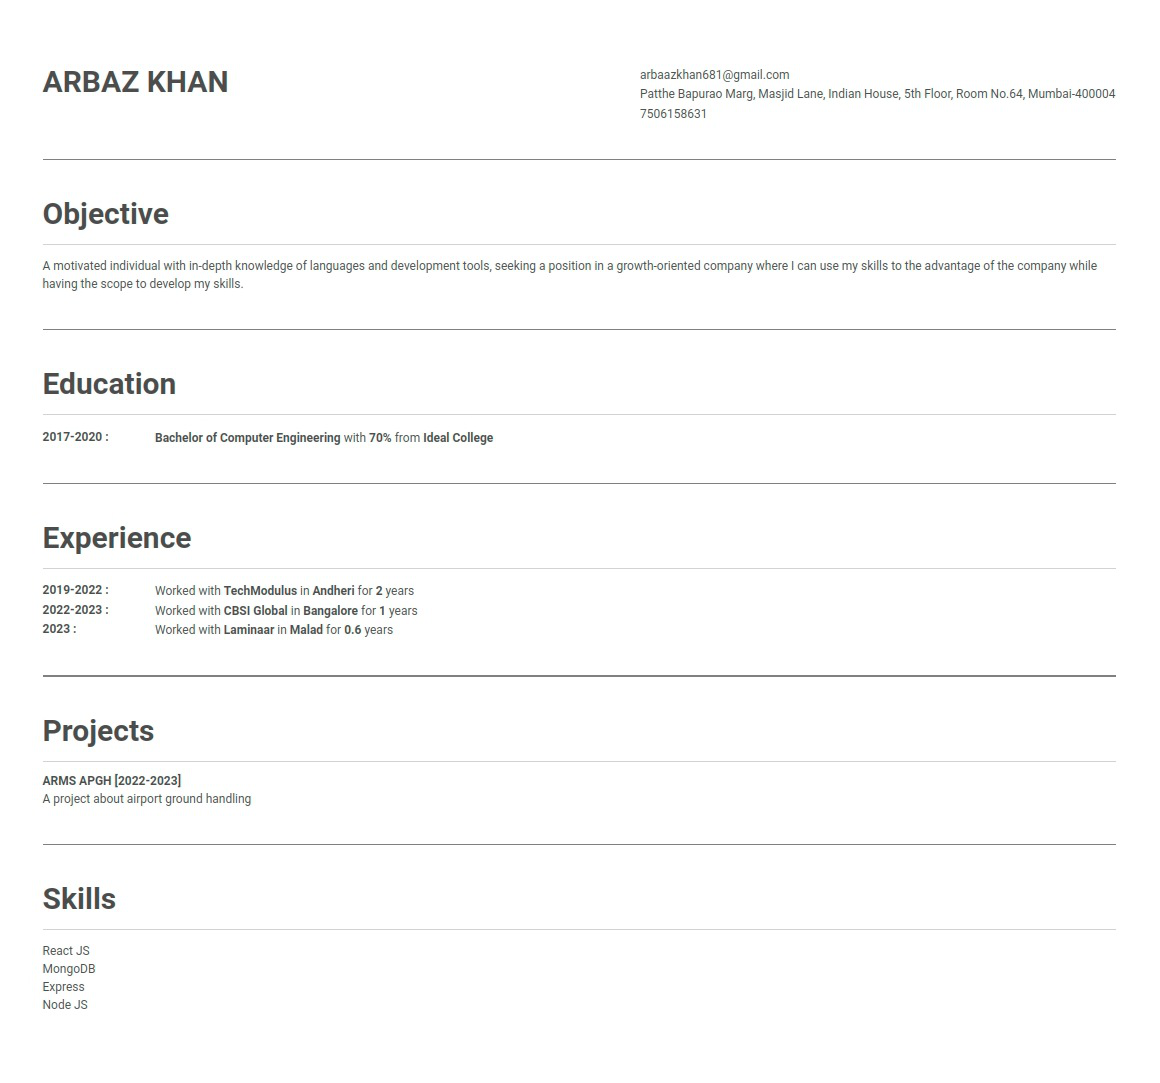 ARBAZ KHAN
arbaazkhan681@gmail.com
Patthe Bapurao Marg, Masjid Lane, Indian House, 5th Floor, Room No.64, Mumbai-400004
7506158631
Objective
A motivated individual with in-depth knowledge of languages and development tools, seeking a position in a growth-oriented company where I can use my skills to the advantage of the company while
having the scope to develop my skills.
Education
2017-2020 : Bachelor of Computer Engineering with 70% from Ideal College
Experience
2019-2022 : Worked with TechModulus in Andheri for 2 years
2022-2023 : Worked with CBSI Global in Bangalore for 1 years
2023 : Worked with Laminaar in Malad for 0.6 years
Projects
ARMS APGH [2022-2023]
A project about airport ground handling
Skills
React JS
MongoDB
Express
Node JS